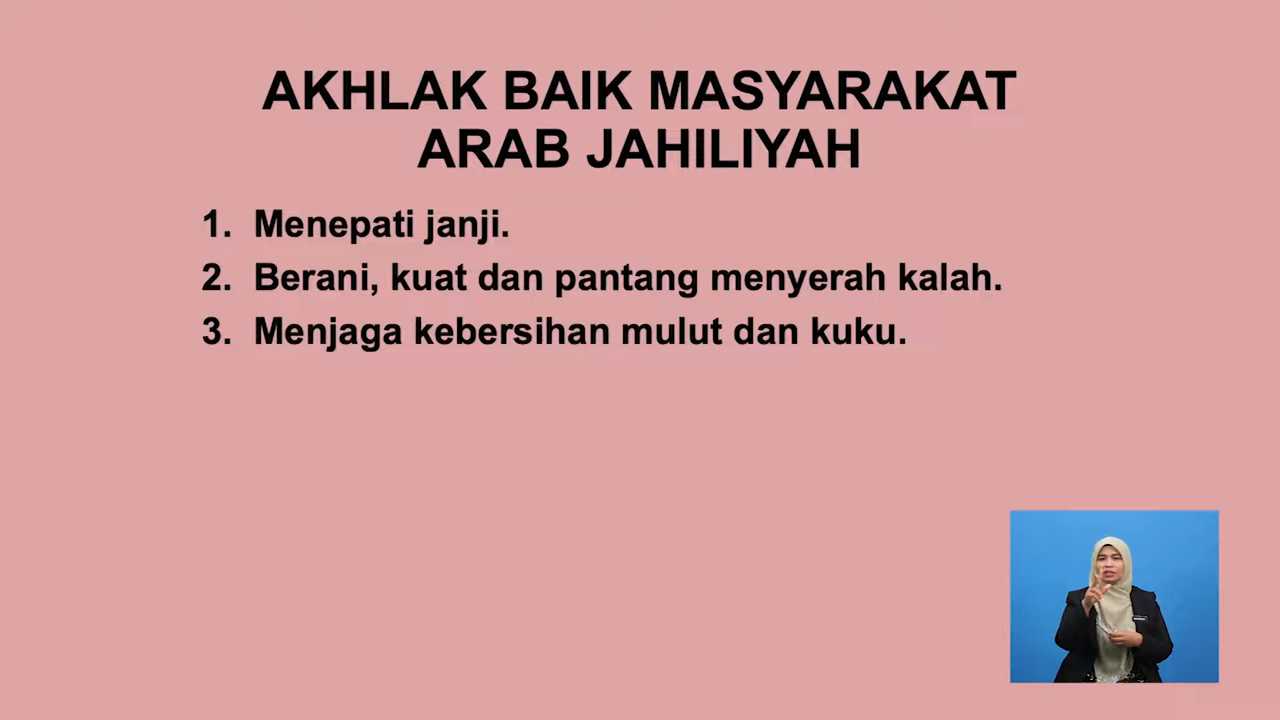 AKHLAK BAIK MASYARAKAT
ARAB JAHILIYAH
1. Menepati janji.
2. Berani, kuat dan pantang menyerah kalah.
3. Menjaga kebersihan mulut dan kuku.